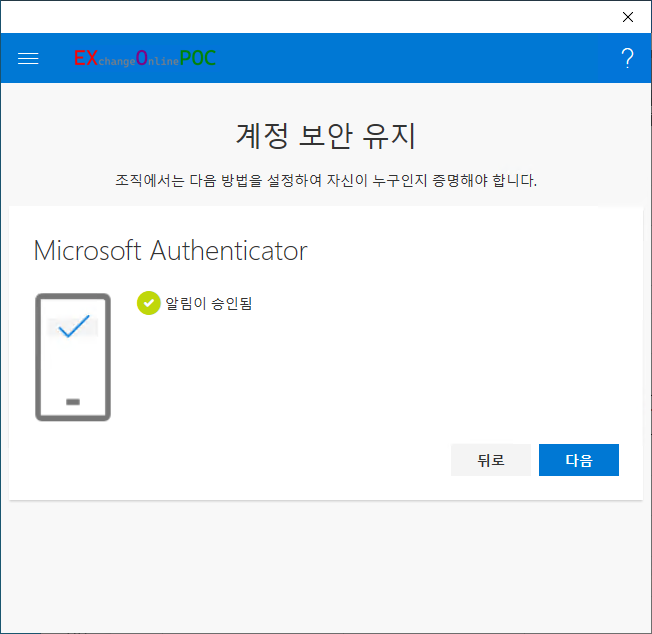 EXchangeOnlinePOC
?
계정 보안 유지
조직에서는 다음 방법을 설정하여 자신이 누구인지 증명해야 합니다.
Microsoft Authenticator
알림이 승인됨
뒤로 다음